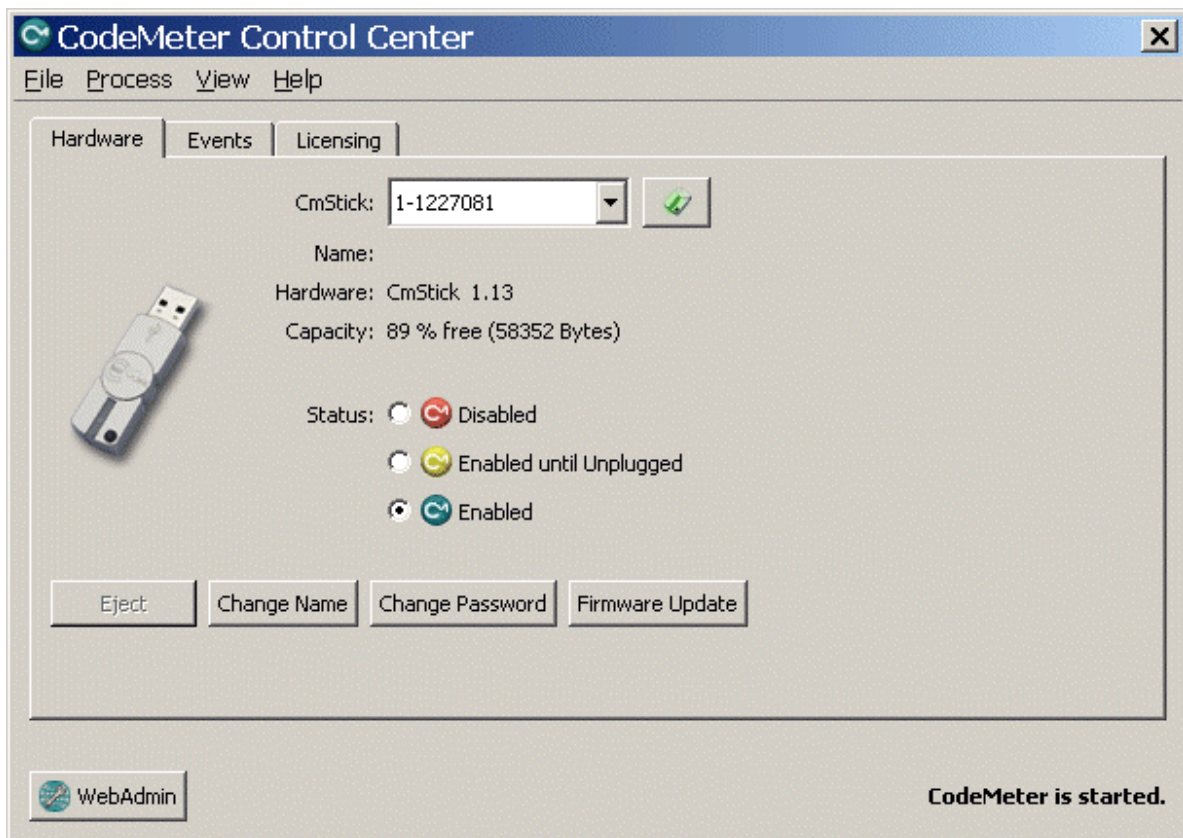 CodeMeter Control Center
File Process View Help
Hardware Events Licensing
CmStick: 1-1227081
Name:
Hardware: CmStick 1.13
Capacity: 89 % free (58352 Bytes)
Status: Disabled
Enabled until Unplugged
Enabled
Eject Change Name Change Password Firmware Update
WebAdmin CodeMeter is started.